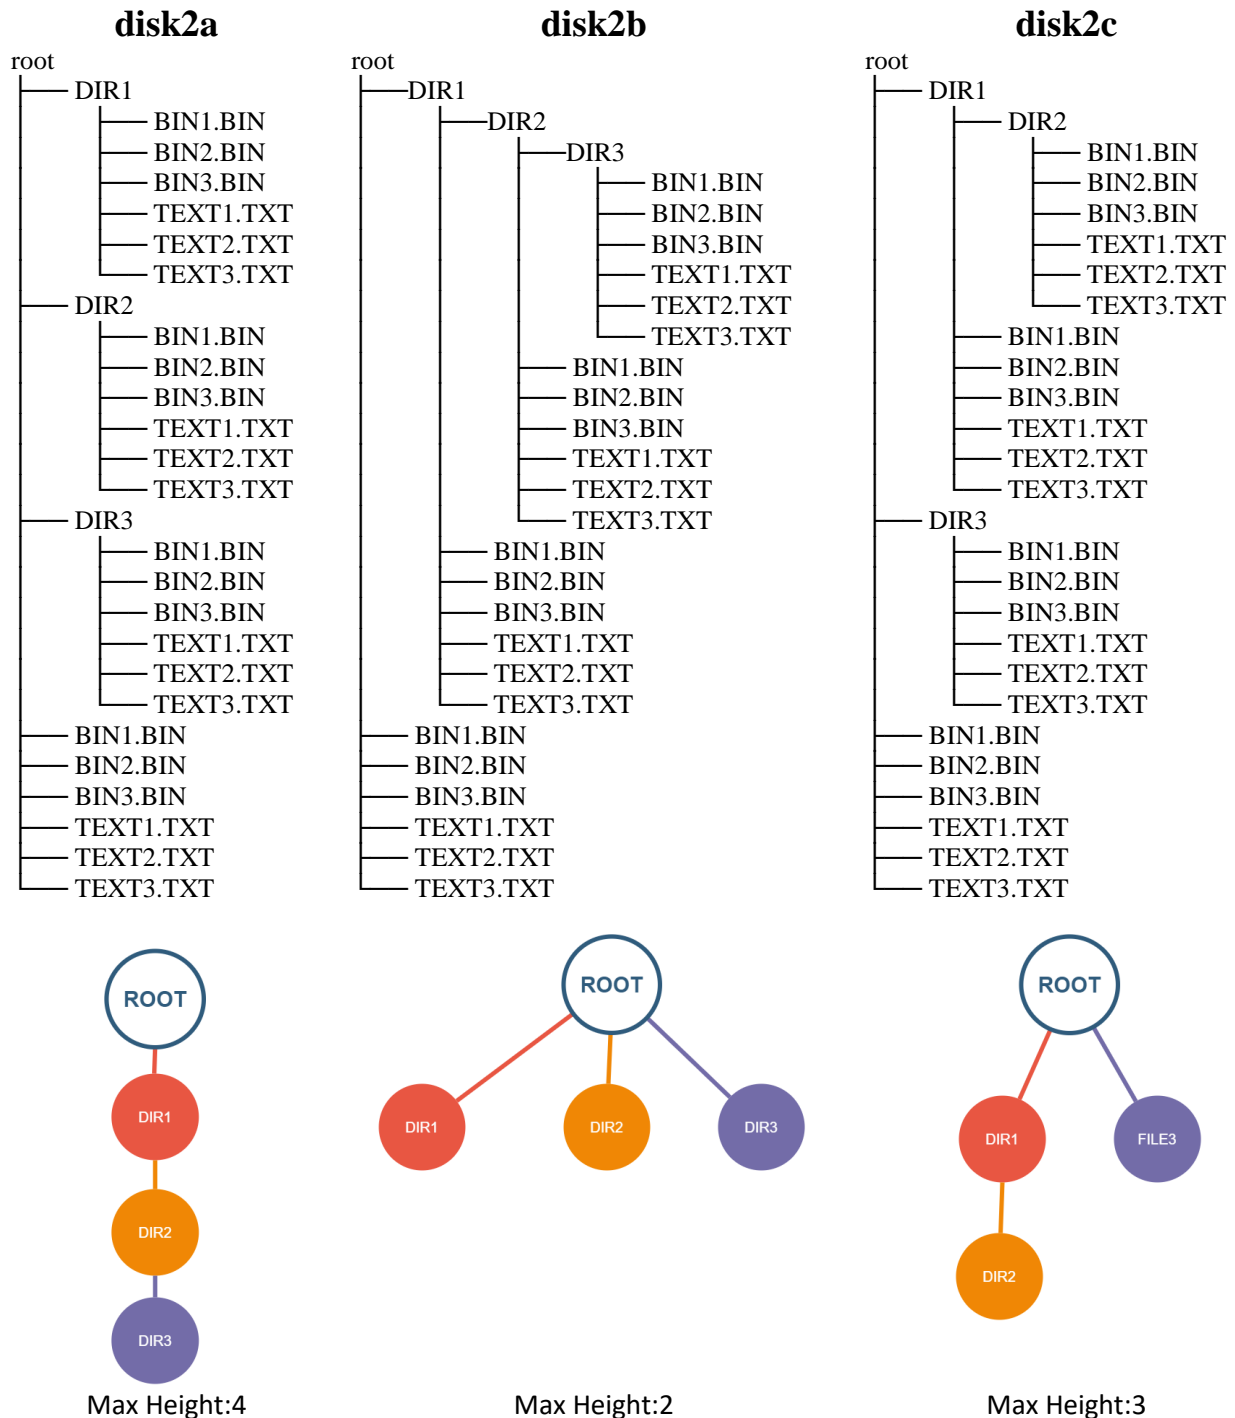 disk2a
root
DIR1
BIN1.BIN
BIN2.BIN
BIN3.BIN
TEXT1.TXT
TEXT2.TXT
TEXT3.TXT
DIR2
BIN1.BIN
BIN2.BIN
BIN3.BIN
TEXT1.TXT
TEXT2.TXT
TEXT3.TXT
DIR3
BIN1.BIN
BIN2.BIN
BIN3.BIN
TEXT1.TXT
TEXT2.TXT
TEXT3.TXT
BIN1.BIN
BIN2.BIN
BIN3.BIN
TEXT1.TXT
TEXT2.TXT
TEXT3.TXT
disk2b
root
DIR1
DIR2
DIR3
BIN1.BIN
BIN2.BIN
BIN3.BIN
TEXT1.TXT
TEXT2.TXT
TEXT3.TXT
BIN1.BIN
BIN2.BIN
BIN3.BIN
TEXT1.TXT
TEXT2.TXT
TEXT3.TXT
BIN1.BIN
BIN2.BIN
BIN3.BIN
TEXT1.TXT
TEXT2.TXT
TEXT3.TXT
BIN1.BIN
BIN2.BIN
BIN3.BIN
TEXT1.TXT
TEXT2.TXT
TEXT3.TXT
disk2c
root
DIR1
DIR2
BIN1.BIN
BIN2.BIN
BIN3.BIN
TEXT1.TXT
TEXT2.TXT
TEXT3.TXT
BIN1.BIN
BIN2.BIN
BIN3.BIN
TEXT1.TXT
TEXT2.TXT
TEXT3.TXT
DIR3
BIN1.BIN
BIN2.BIN
BIN3.BIN
TEXT1.TXT
TEXT2.TXT
TEXT3.TXT
BIN1.BIN
BIN2.BIN
BIN3.BIN
TEXT1.TXT
TEXT2.TXT
TEXT3.TXT
ROOT
DIR1
DIR2
DIR3
Max Height:4
ROOT
DIR1
DIR2
DIR3
Max Height:2
ROOT
DIR1
FILE3
DIR2
Max Height:3